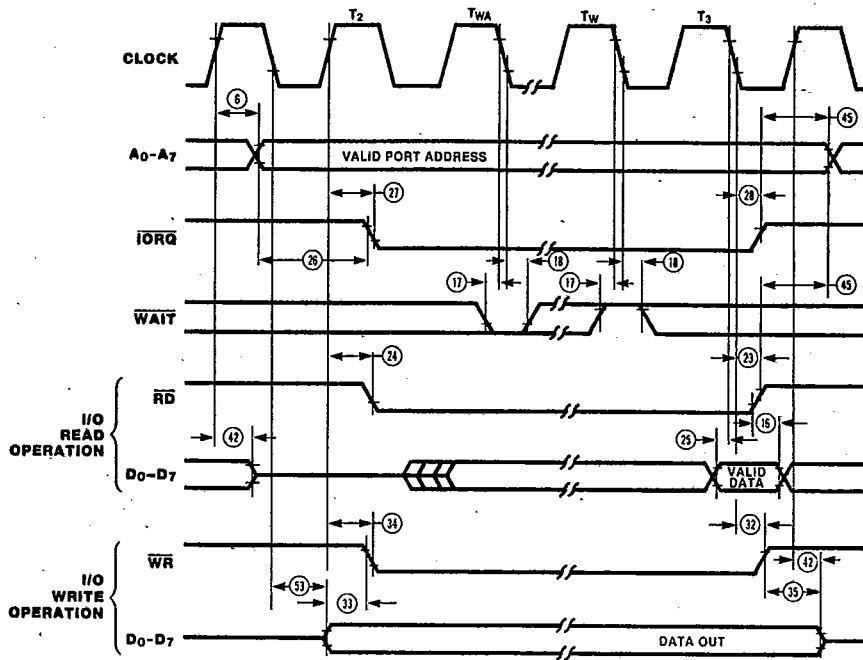 T2 TWA TW T3
CLOCK
6
45
A0-A7 VALID PORT ADDRESS
27
28
IORQ
26
18
18
17
17
45
WAIT
24
23
RD
I/O
READ
OPERATION
16
42
25
D0-D7 VALID
DATA
34
32
WR
42
I/O
WRITE
OPERATION
53
33
35
D0-D7 DATA OUT